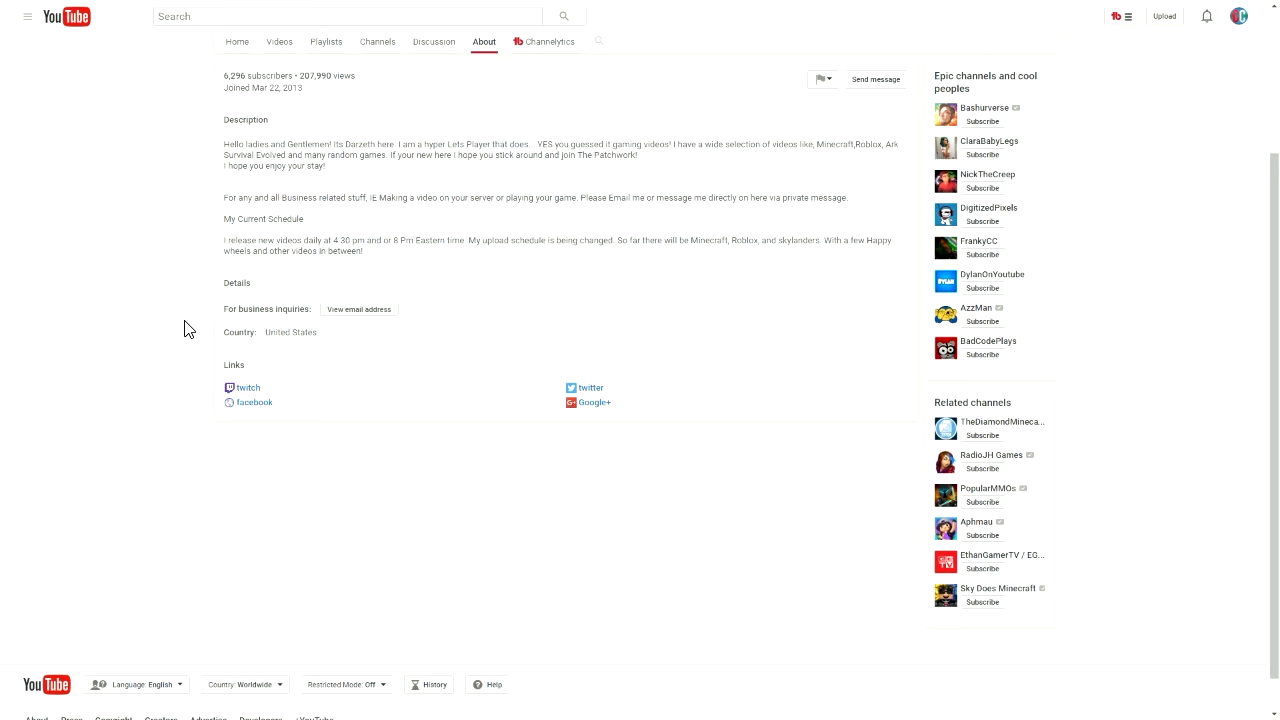 YouTube
Search
Upload
Home Videos Playlists Channels Discussion About Channelytics
6,296 subscribers • 207,990 views
Joined Mar 22, 2013
Send message
Description
Hello ladies and Gentlemen! Its Darzeth here. I am a hyper Lets Player that does... YES you guessed it gaming videos! I have a wide selection of videos like, Minecraft,Roblox, Ark
Survival Evolved and many random games. If your new here I hope you stick around and join The Patchwork!
I hope you enjoy your stay!
For any and all Business related stuff, IE Making a video on your server or playing your game. Please Email me or message me directly on here via private message.
My Current Schedule
I release new videos daily at 4:30 pm and or 8 Pm Eastern time. My upload schedule is being changed. So far there will be Minecraft, Roblox, and skylanders. With a few Happy
wheels and other videos in between!
Details
For business inquiries: View email address
Country: United States
Links
twitch twitter
facebook Google+
Epic channels and cool
peoples
Bashurverse
Subscribe
ClaraBabyLegs
Subscribe
NickTheCreep
Subscribe
DigitizedPixels
Subscribe
FrankyCC
Subscribe
DylanOnYoutube
Subscribe
AzzMan
Subscribe
BadCodePlays
Subscribe
Related channels
TheDiamondMineca...
Subscribe
RadioJH Games
Subscribe
PopularMMOs
Subscribe
Aphmau
Subscribe
EthanGamerTV / EG...
Subscribe
Sky Does Minecraft
Subscribe
YouTube Language: English Country: Worldwide Restricted Mode: Off History Help
About Press Copyright Creators Advertise Developers +YouTube